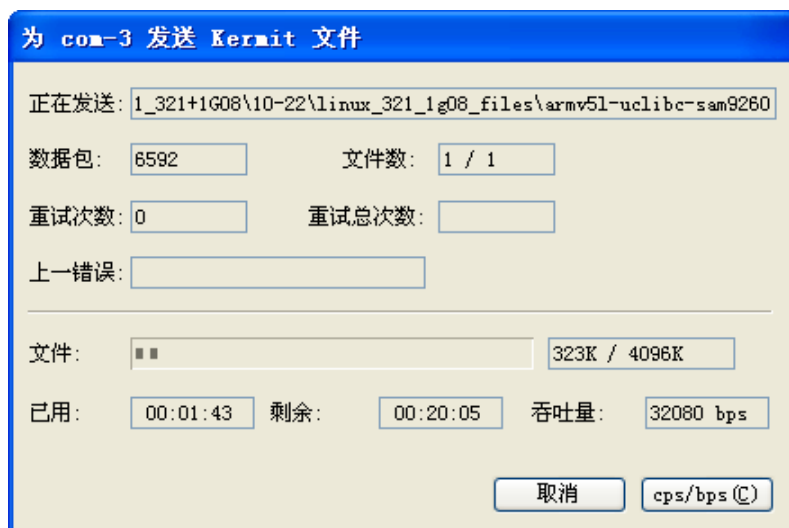 为 com-3 发送 Kermit 文件
正在发送: 1_321+1G08\10-22\linux_321_1g08_files\armv5l-uclibc-sam9260
数据包: 6592 文件数: 1 / 1
重试次数: 0 重试总次数:
上一错误:
文件: 323K / 4096K
已用: 00:01:43 剩余: 00:20:05 吞吐量: 32080 bps
取消 cps/bps(C)